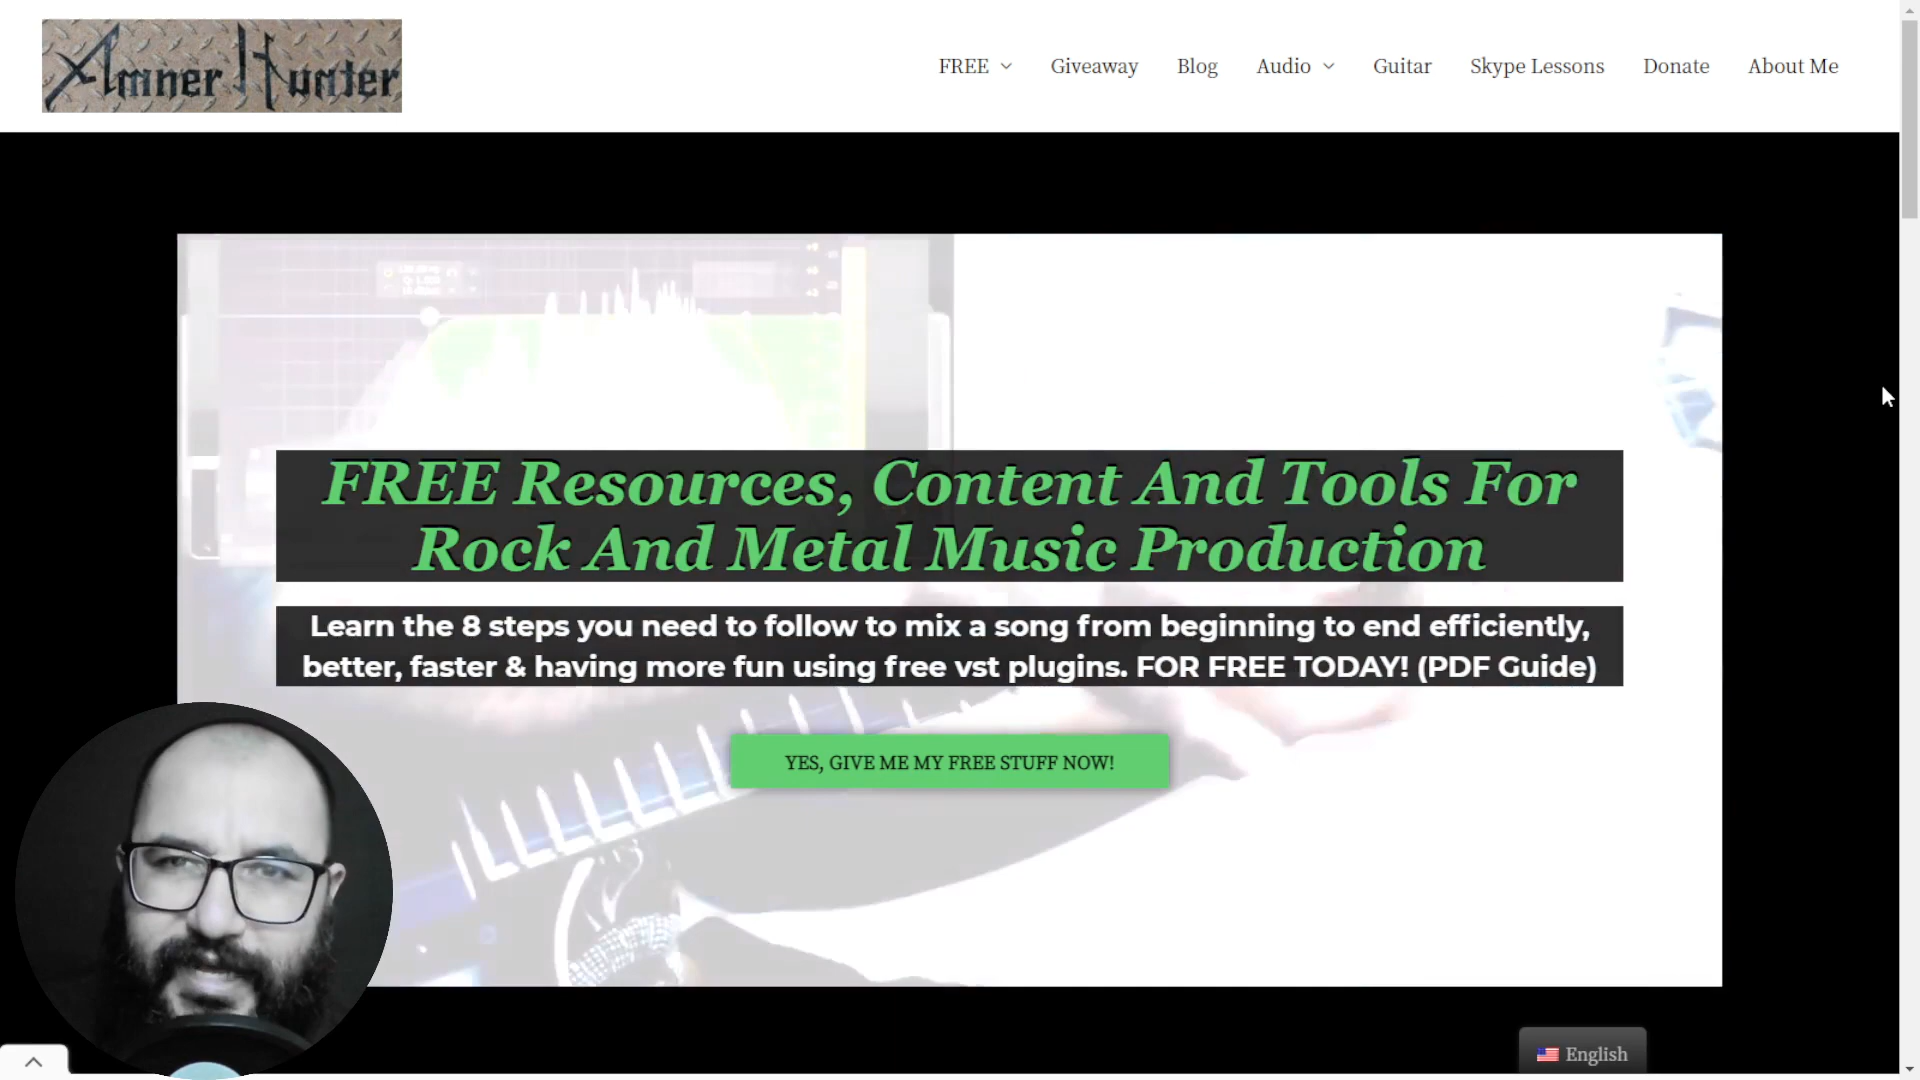 Amner Hunter
FREE
Giveaway
Blog
Audio
Guitar
Skype Lessons
Donate
About Me
FREE Resources, Content And Tools For
Rock And Metal Music Production
Learn the 8 steps you need to follow to mix a song from beginning to end efficiently,
better, faster & having more fun using free vst plugins. FOR FREE TODAY! (PDF Guide)
YES, GIVE ME MY FREE STUFF NOW!
English